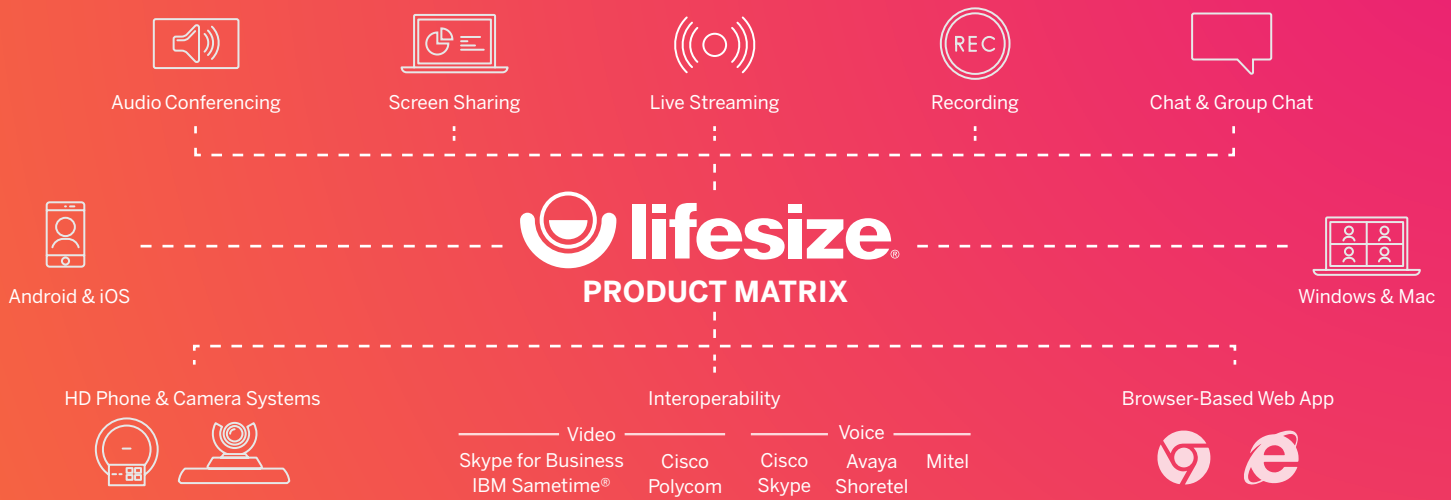 REC
Audio Conferencing
Screen Sharing
Live Streaming
Recording
Chat & Group Chat
lifesize®
PRODUCT MATRIX
Android & iOS
Windows & Mac
HD Phone & Camera Systems
Interoperability
Browser-Based Web App
Video
Skype for Business
IBM Sametime®
Cisco
Polycom
Voice
Cisco
Skype
Avaya
Shoretel
Mitel